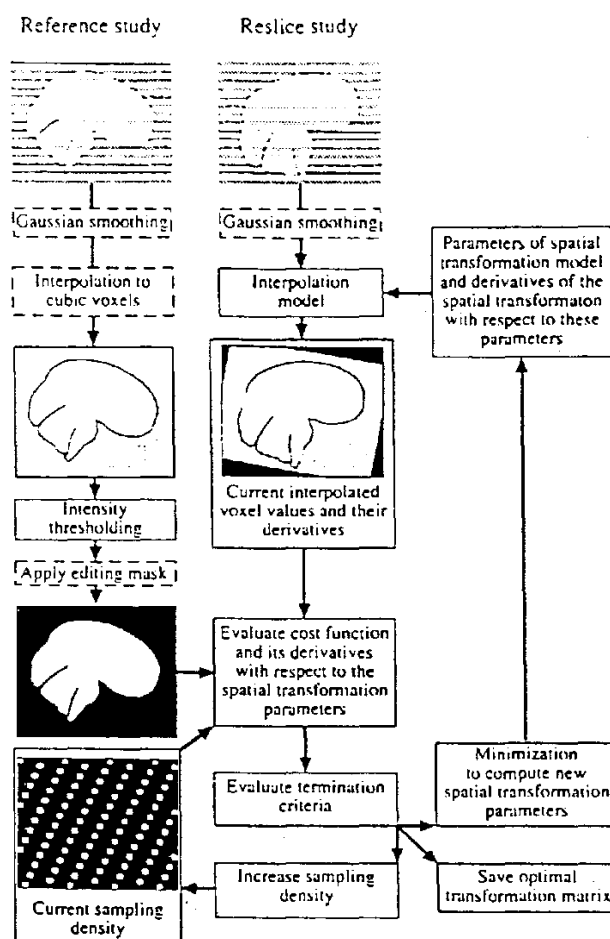 Reference study
Reslice study
Gaussian smoothing
Gaussian smoothing
Interpolation to
cubic voxels
Interpolation
model
Parameters of spatial
transformation model
and derivatives of the
spatial transformaton
with respect to these
parameters
Current interpolated
voxel values and their
derivatives
Intensity
thresholding
Apply editing mask
Evaluate cost function
and its derivatives
with respect to the
spatial transformation
parameters
Evaluate termination
criteria
Minimization
to compute new
spatial transformation
parameters
Increase sampling
density
Save optimal
transformation matrix
Current sampling
density